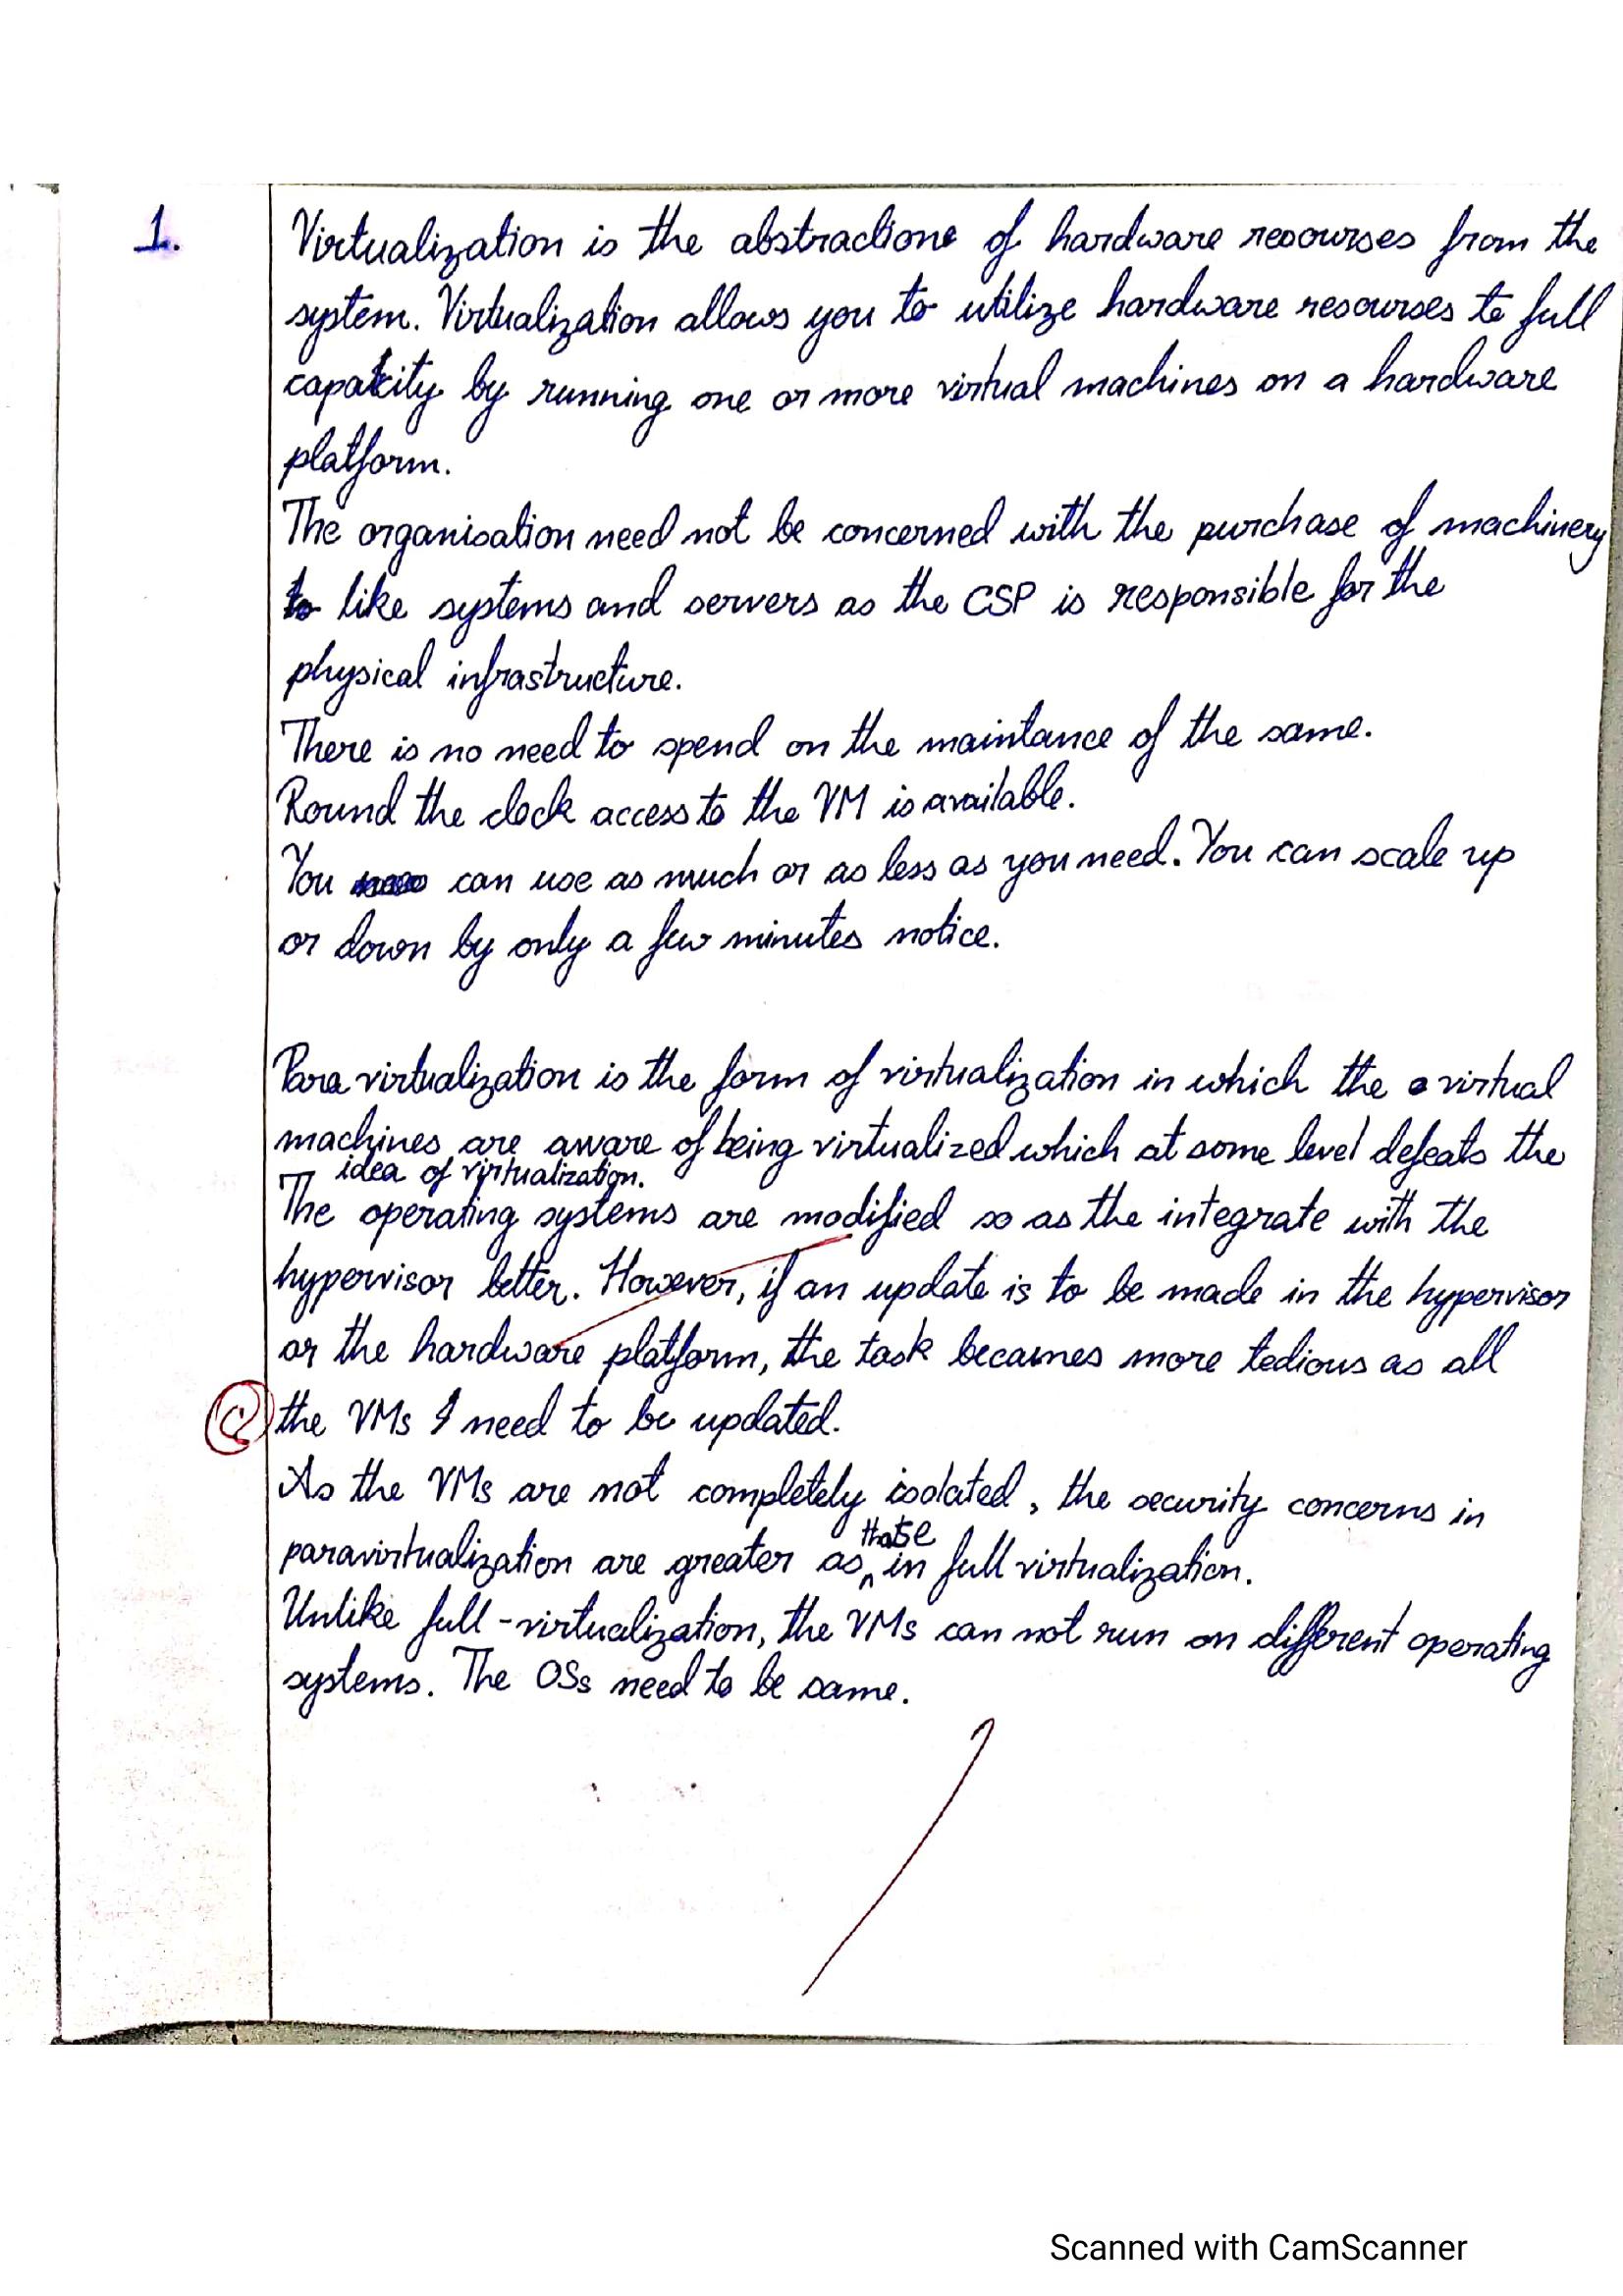 1.
Virtualization is the abstractione of hardware resourses from the
system. Virtualization allows you to utilize hardware resourses to full
capacity by running one or more virtual machines on a hardware
platform.
The organisation need not be concerned with the purchase of machinery
to like systems and servers as the CSP is responsible for the
physical infrastructure.
There is no need to spend on the maintance of the same.
Round the clock access to the VM is available.
You can use as much or as less as you need. You can scale up
or down by only a few minutes notice.
Para virtualization is the form of virtualization in which the virtual
machines are aware of being virtualized which at some level defeats the
idea of virtualization.
The operating systems are modified so as the integrate with the
hypervisor better. However, if an update is to be made in the hypervisor
or the hardware platform, the task becames more tedious as all
the VMs need to be updated.
As the VMs are not completely isolated, the security concerns in
paravirtualization are greater as those in full virtualization.
Unlike full-virtualization, the VMs can not run on different operating
systems. The OSs need to be same.
Scanned with CamScanner